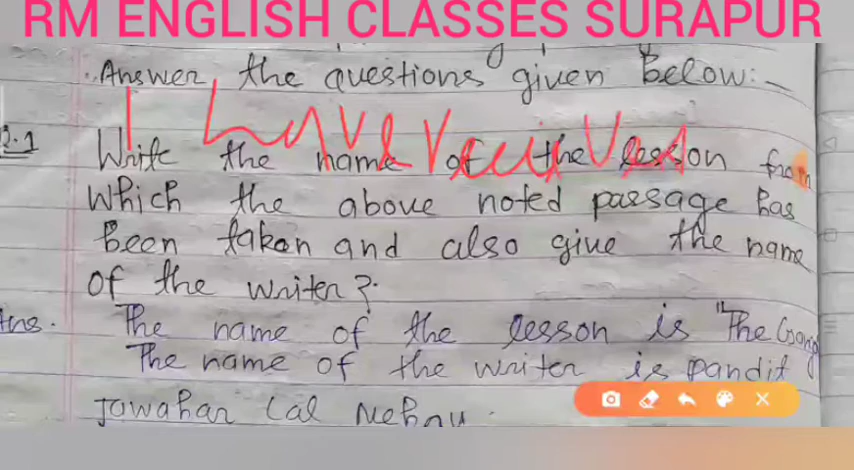 RM ENGLISH CLASSES SURAPUR
Answer the questions given below:-
I have received
Q.1 Write the name of the lesson from
which the above noted passage has
been taken and also give the name
of the writer?
Ans. The name of the lesson is "The Gang
The name of the writer is pandit
Jawahar Lal Nehru.